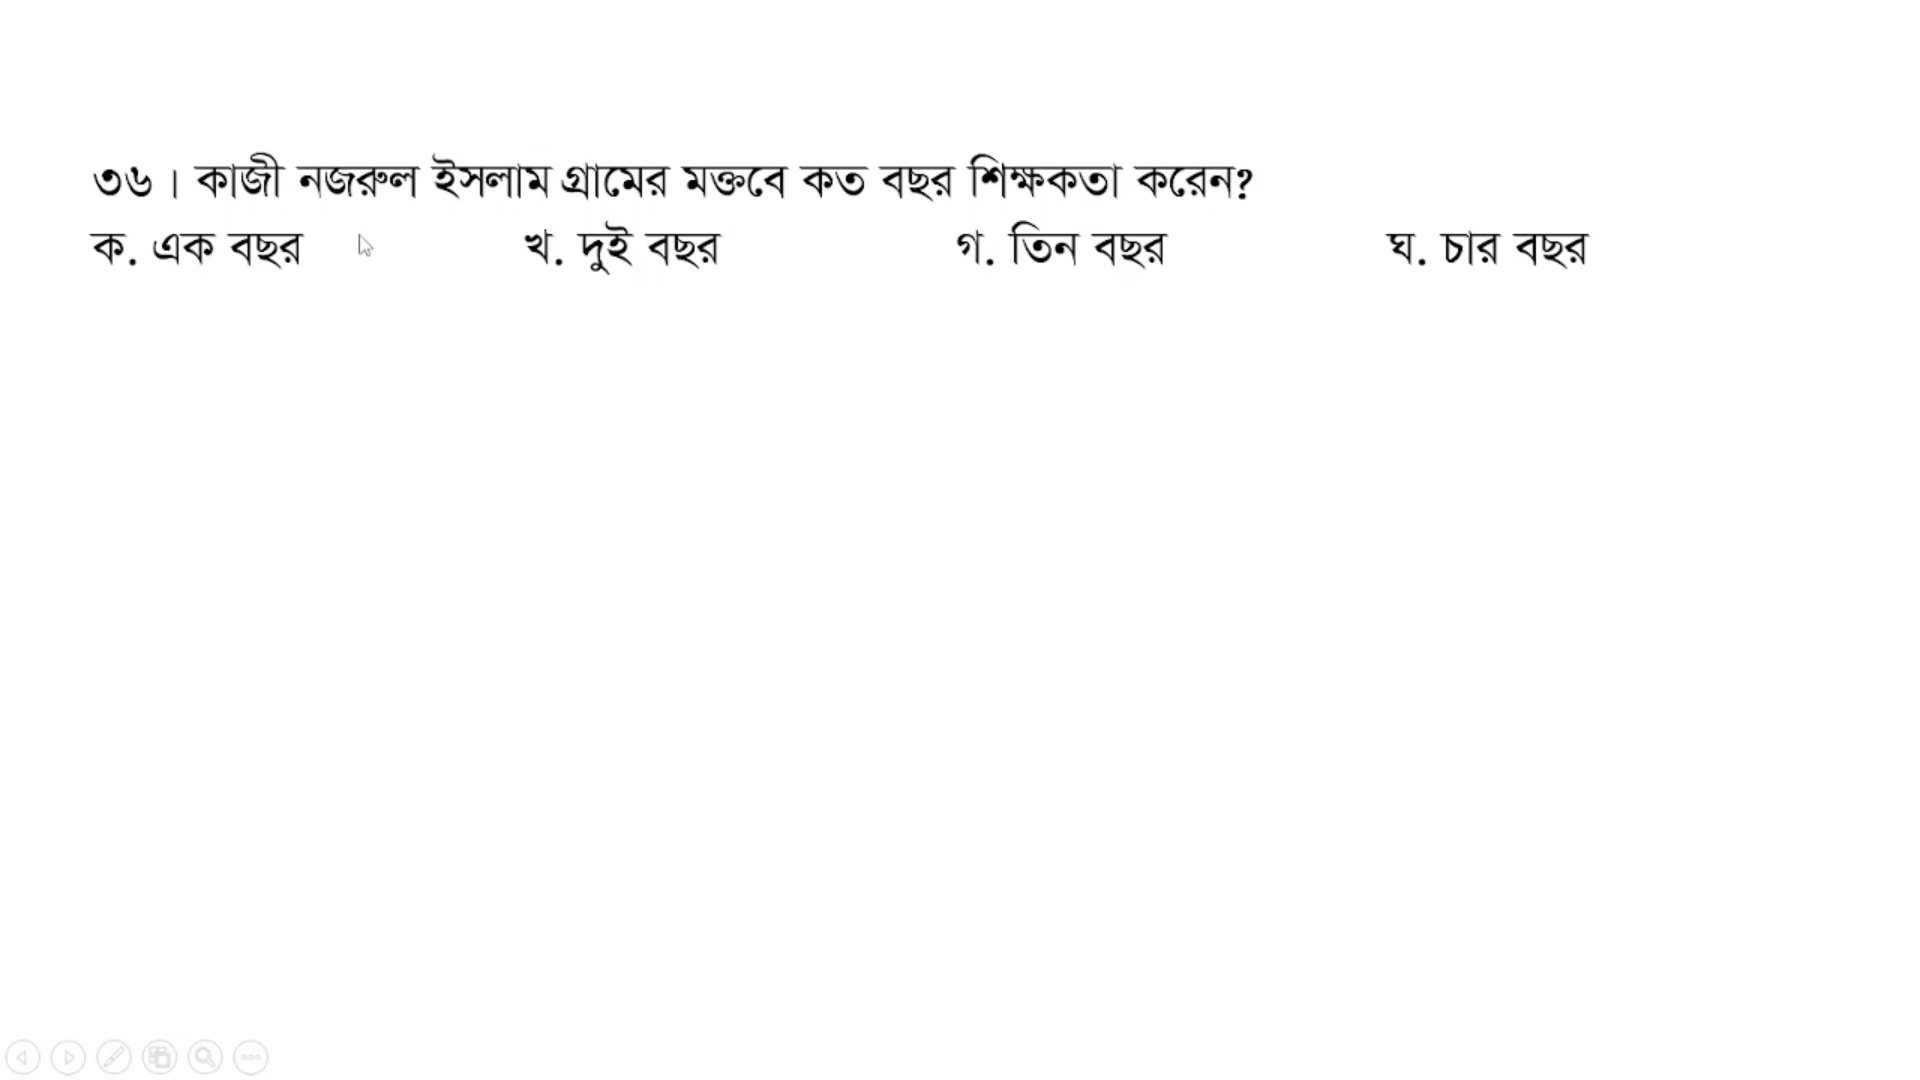 ৩৬। কাজী নজরুল ইসলাম গ্রামের মক্তবে কত বছর শিক্ষকতা করেন?
ক. এক বছর খ. দুই বছর গ. তিন বছর ঘ. চার বছর